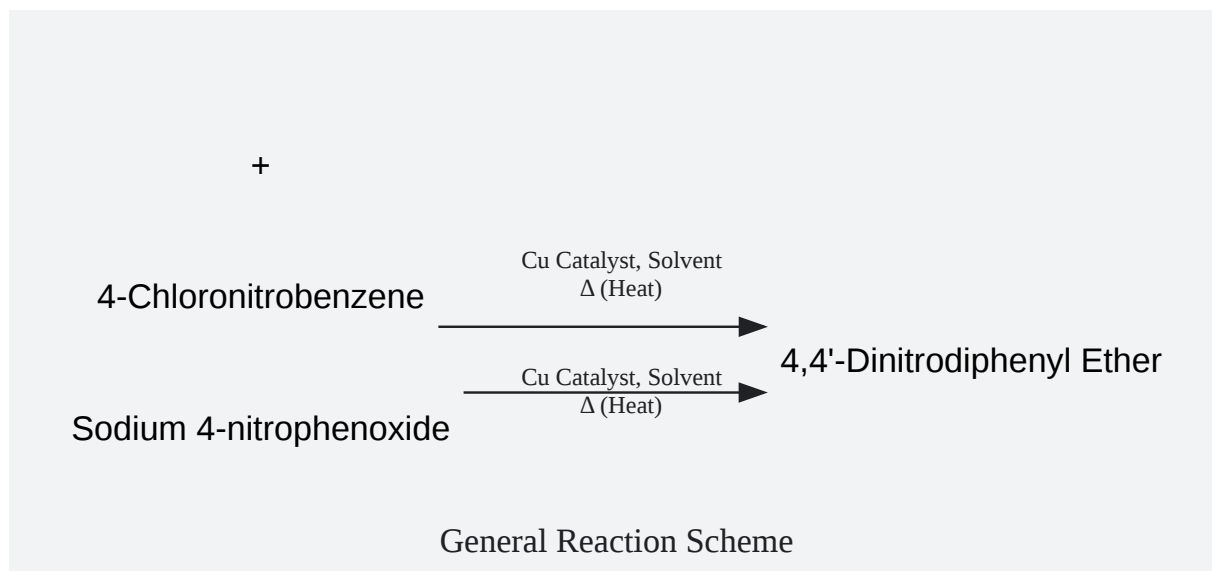 +
Cu Catalyst, Solvent
Δ (Heat)
4-Chloronitrobenzene
4,4'-Dinitrodiphenyl Ether
Cu Catalyst, Solvent
Δ (Heat)
Sodium 4-nitrophenoxide
General Reaction Scheme